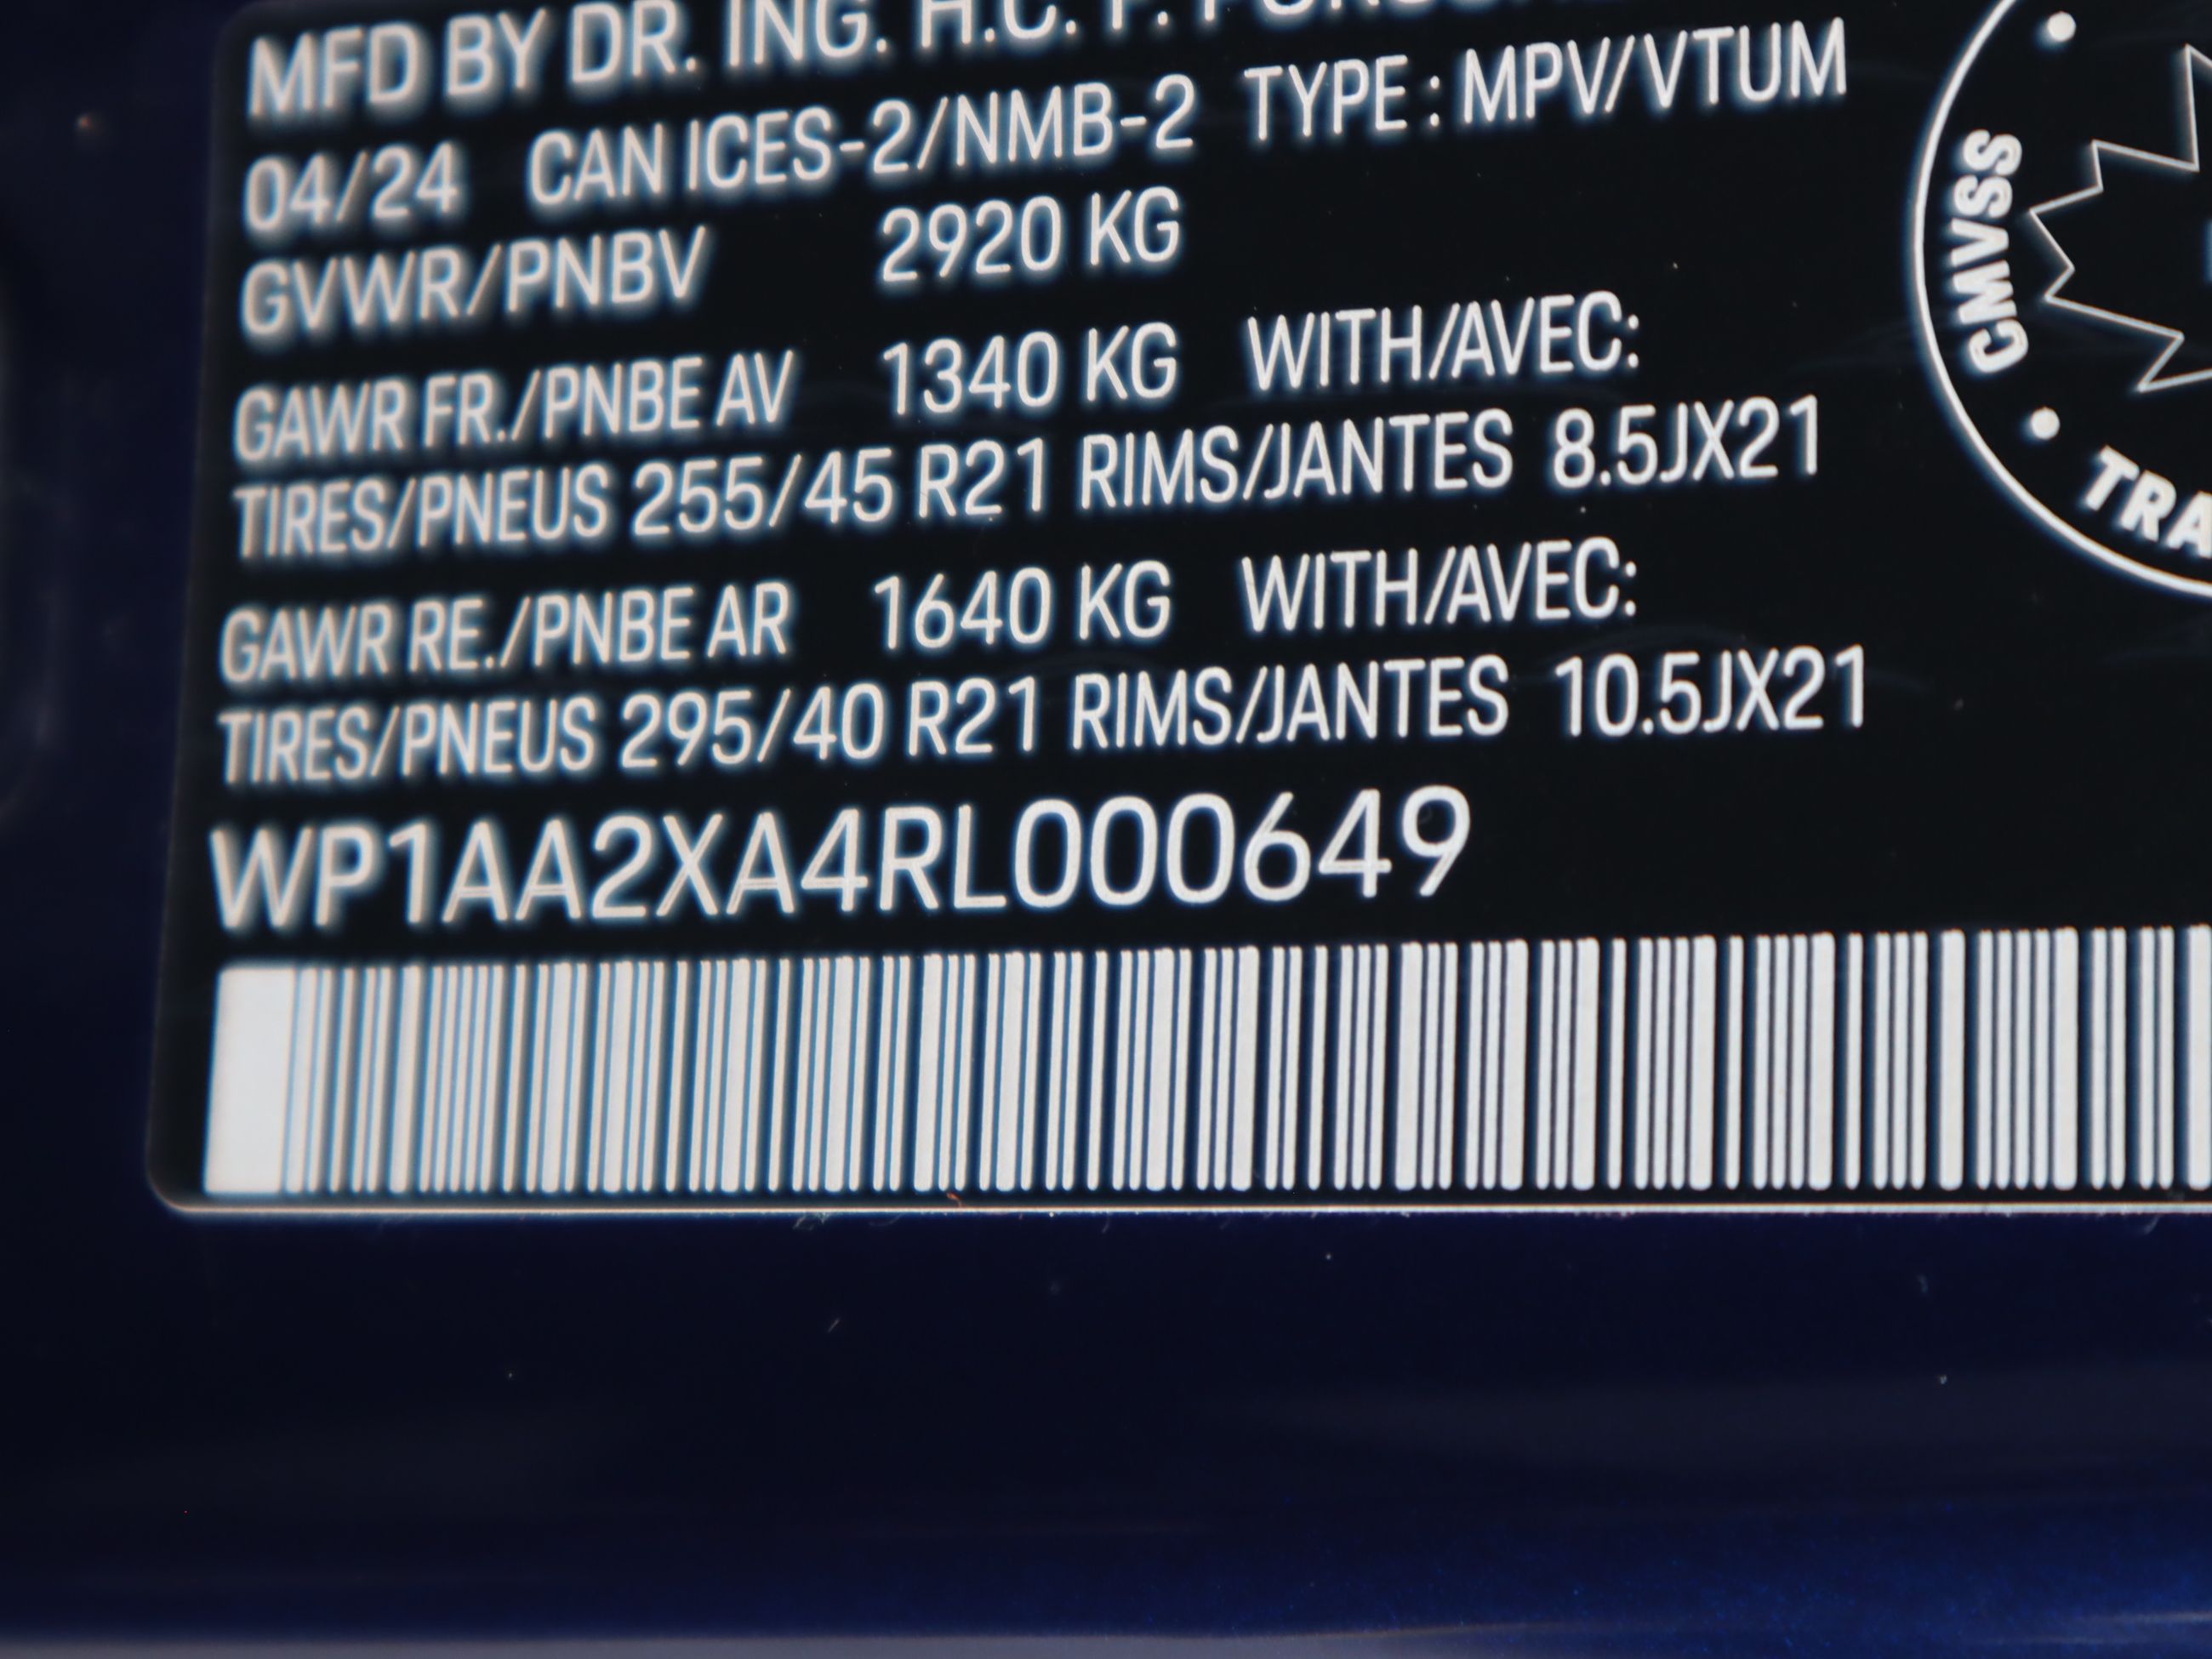 MFD BY DR. ING. H.C. F.
04/24 CAN ICES-2/NMB-2 TYPE : MPV/VTUM
GVWR/PNBV 2920 KG
GAWR FR./PNBE AV 1340 KG WITH/AVEC:
TIRES/PNEUS 255/45 R21 RIMS/JANTES 8.5JX21
GAWR RE./PNBE AR 1640 KG WITH/AVEC:
TIRES/PNEUS 295/40 R21 RIMS/JANTES 10.5JX21
WP1AA2XA4RL000649
CMVSS
TRA